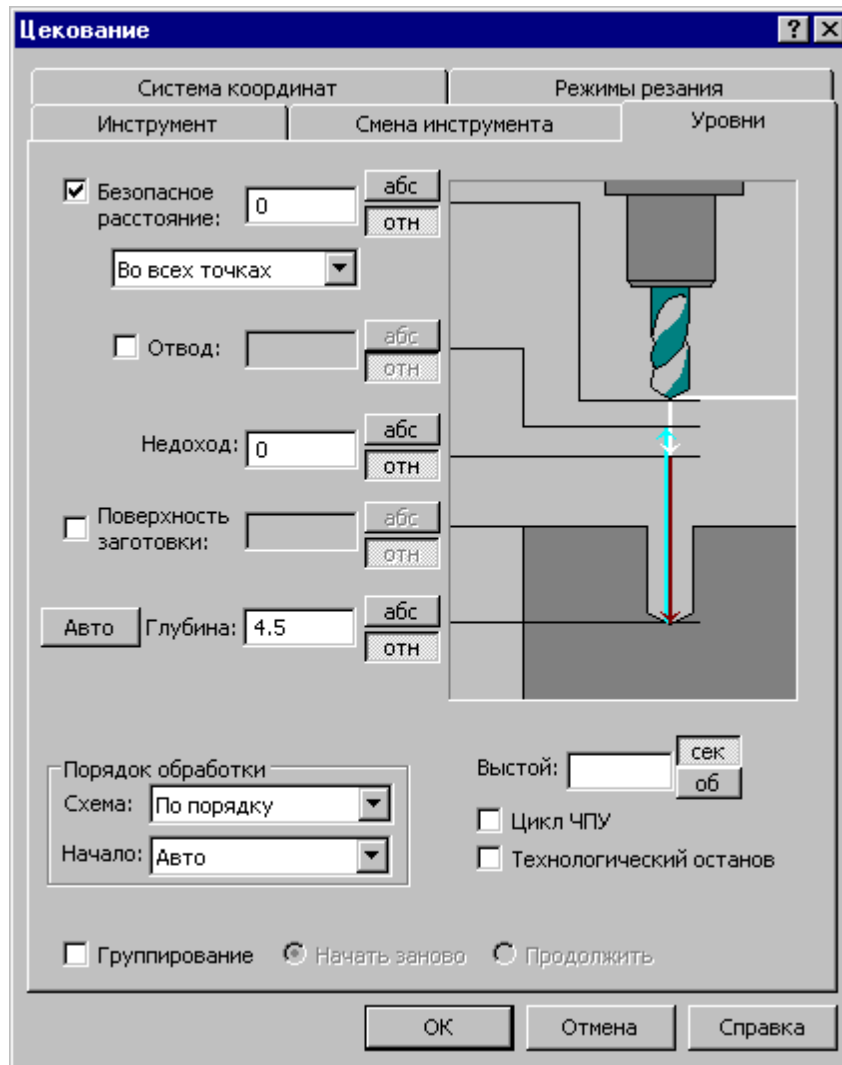 Цекование
Система координат
Режимы резания
Инструмент
Смена инструмента
Уровни
Безопасное
расстояние:
0
абс
отн
Во всех точках
Отвод:
абс
отн
Недоход:
0
абс
отн
Поверхность
заготовки:
абс
отн
Авто
Глубина:
4.5
абс
отн
Порядок обработки
Схема:
По порядку
Начало:
Авто
Выстой:
сек
об
Цикл ЧПУ
Технологический останов
Группирование
Начать заново
Продолжить
ОК
Отмена
Справка